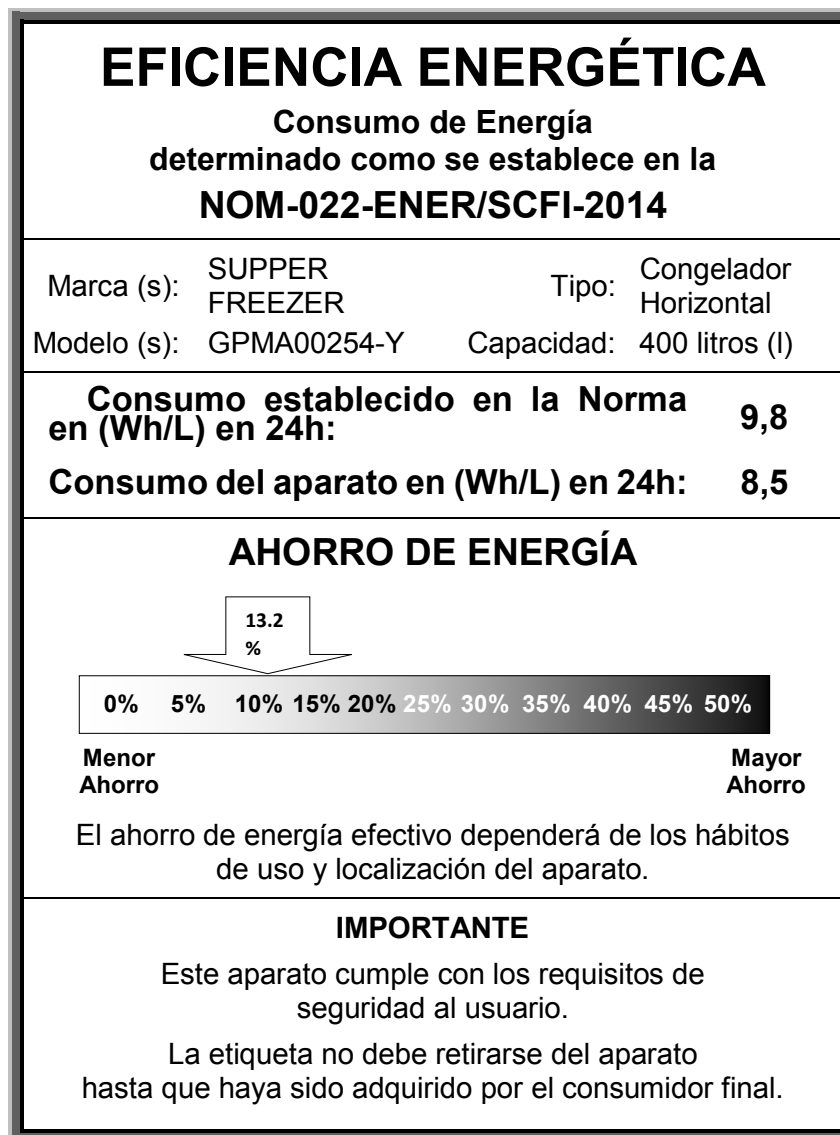 EFICIENCIA ENERGÉTICA
Consumo de Energía
determinado como se establece en la
NOM-022-ENER/SCFI-2014
Marca (s): SUPPER FREEZER Tipo: Congelador Horizontal
Modelo (s): GPMA00254-Y Capacidad: 400 litros (l)
Consumo establecido en la Norma
en (Wh/L) en 24h: 9,8
Consumo del aparato en (Wh/L) en 24h: 8,5
AHORRO DE ENERGÍA
13.2
%
0% 5% 10% 15% 20% 25% 30% 35% 40% 45% 50%
Menor Ahorro Mayor Ahorro
El ahorro de energía efectivo dependerá de los hábitos
de uso y localización del aparato.
IMPORTANTE
Este aparato cumple con los requisitos de
seguridad al usuario.
La etiqueta no debe retirarse del aparato
hasta que haya sido adquirido por el consumidor final.